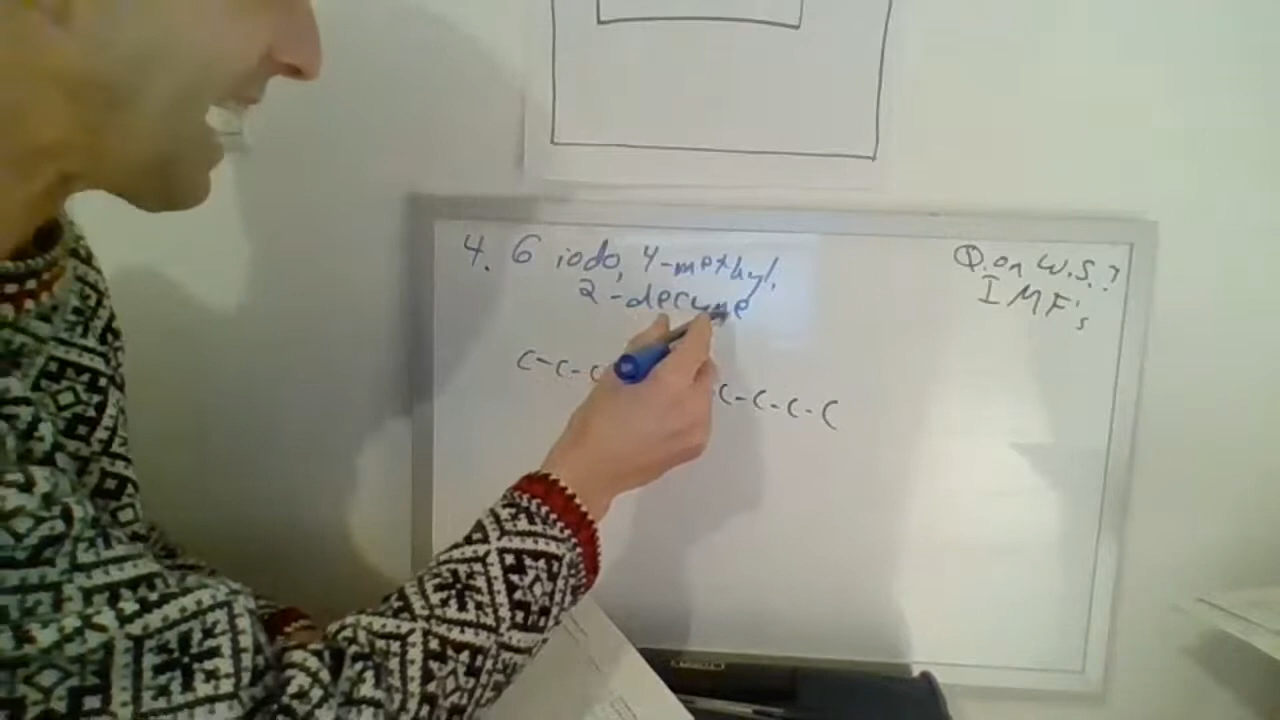 4. 6 iodo, 4-methyl,
2-decyne
C-C-C
C-C-C-C
Q. on W.S.?
IMF's